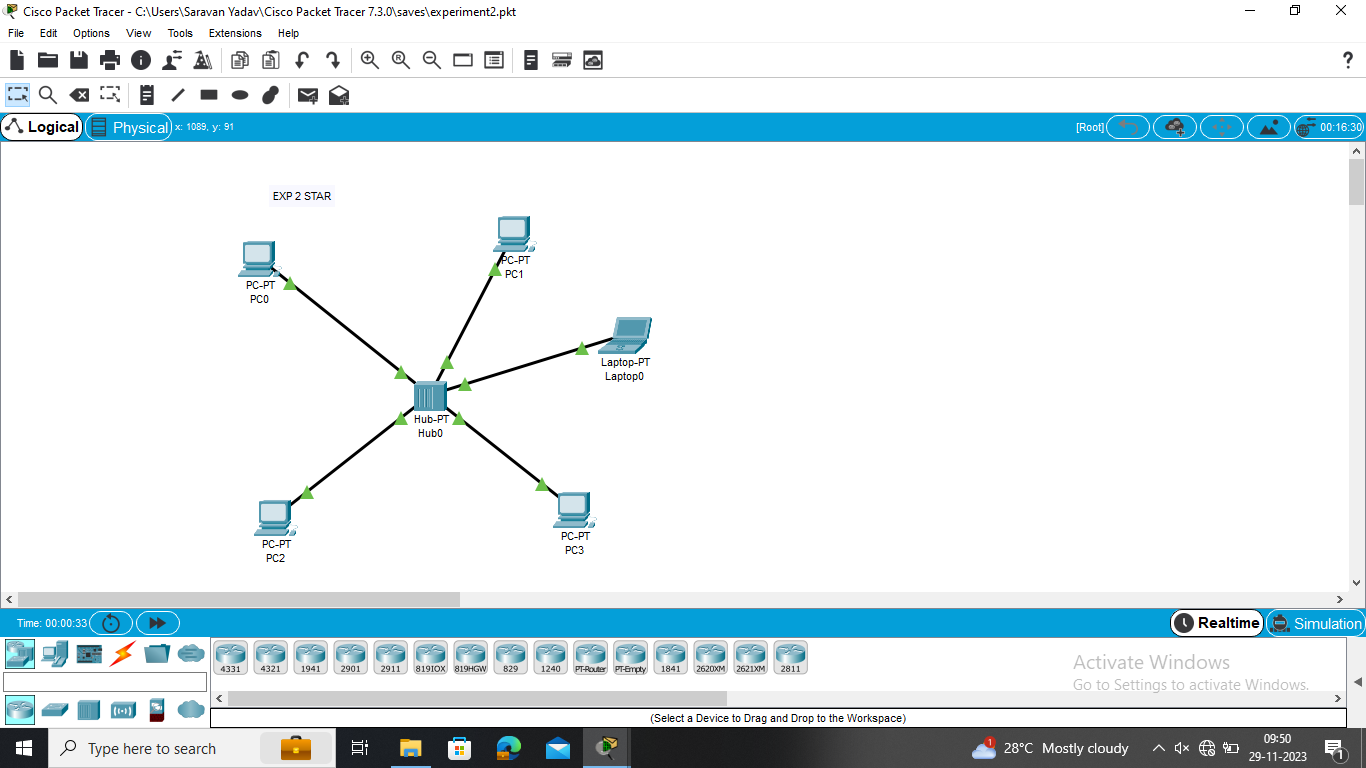 Cisco Packet Tracer - C:\Users\Saravan Yadav\Cisco Packet Tracer 7.3.0\saves\experiment2.pkt
File Edit Options View Tools Extensions Help
Logical Physical x: 1089, y: 91 [Root] 00:16:30
EXP 2 STAR
PC-PT
PC1
PC-PT
PC0
Laptop-PT
Laptop0
Hub-PT
Hub0
PC-PT
PC2
PC-PT
PC3
Time: 00:00:33 Realtime Simulation
4331 4321 1941 2901 2911 819IOX 819HGW 829 1240 PT-Router PT-Empty 1841 2620XM 2621XM 2811
Activate Windows
Go to Settings to activate Windows.
(Select a Device to Drag and Drop to the Workspace)
Type here to search
1
28°C Mostly cloudy
09:50
29-11-2023
1